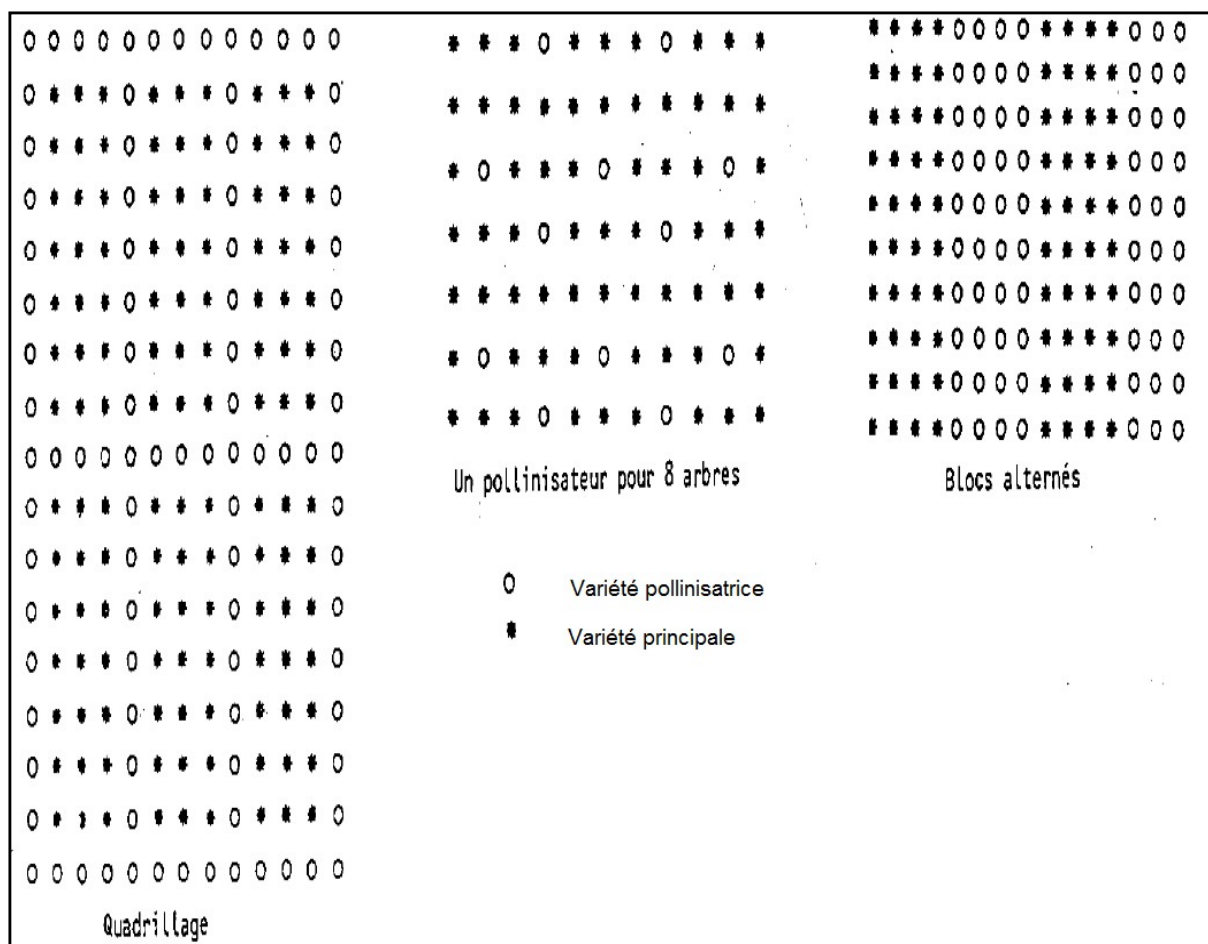 Un pollinisateur pour 8 arbres
Blocs alternés
Variété pollinisatrice
Variété principale
Quadrillage